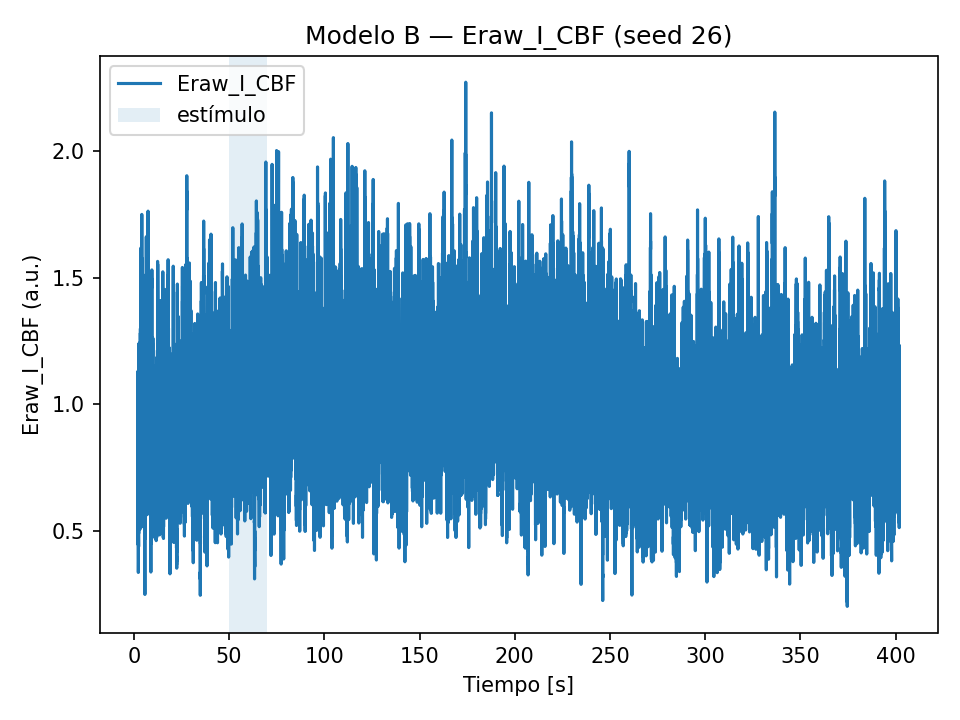 Modelo B — Eraw_I_CBF (seed 26)
Eraw_I_CBF
estímulo
Eraw_I_CBF (a.u.)
2.0
1.5
1.0
0.5
0 50 100 150 200 250 300 350 400
Tiempo [s]